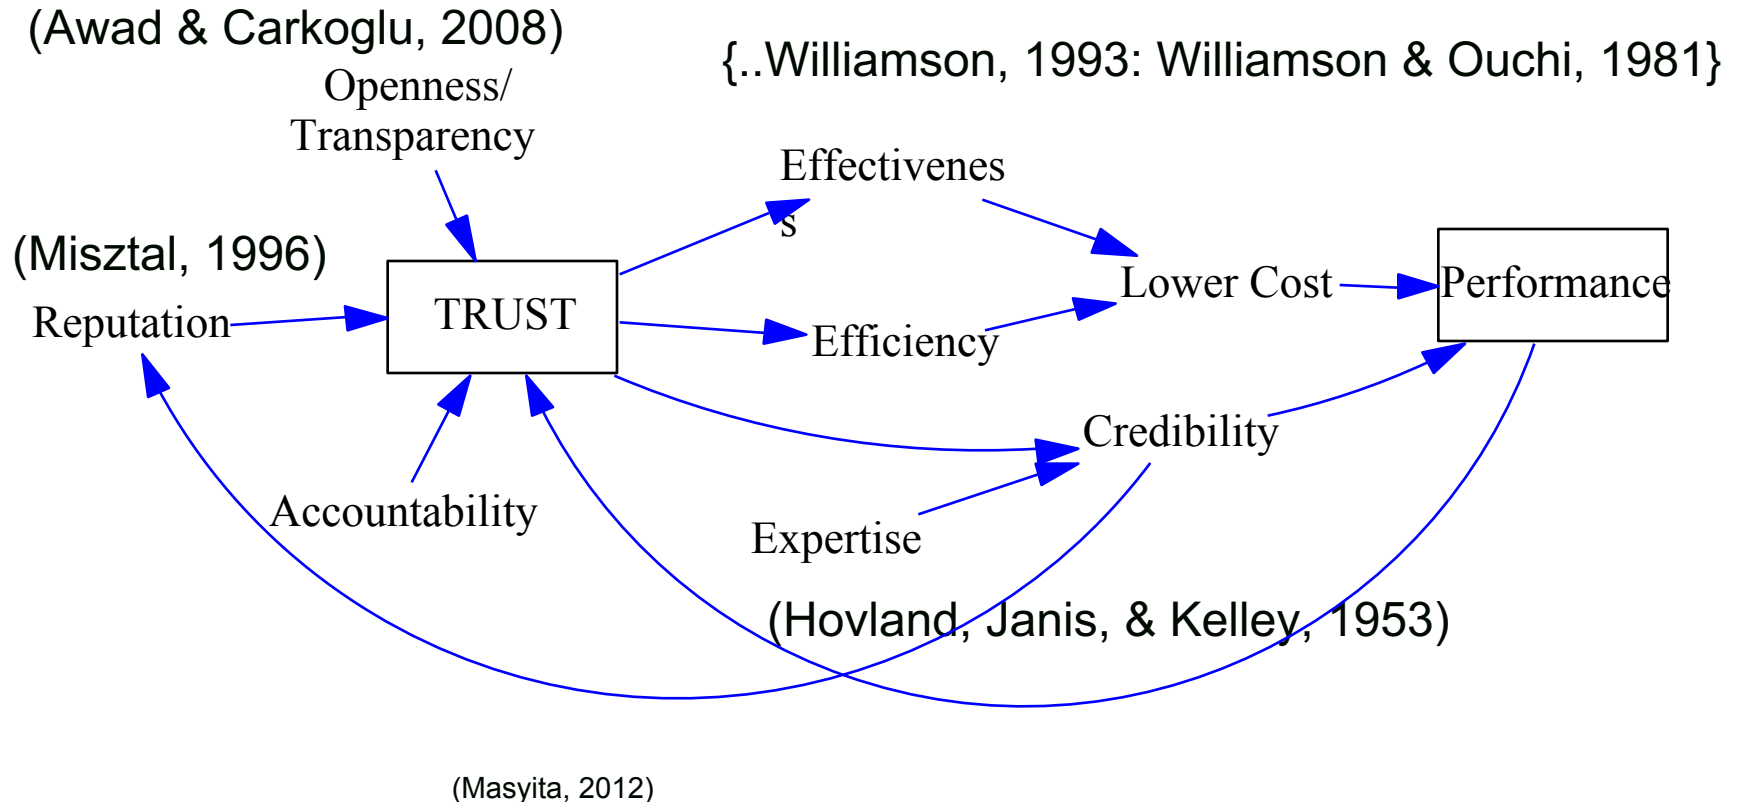 (Awad & Carkoglu, 2008)
{..Williamson, 1993: Williamson & Ouchi, 1981}
Openness/
Transparency
Effectivenes
s
(Misztal, 1996)
Reputation
TRUST
Lower Cost
Performance
Efficiency
Credibility
Accountability
Expertise
(Hovland, Janis, & Kelley, 1953)
(Masyita, 2012)